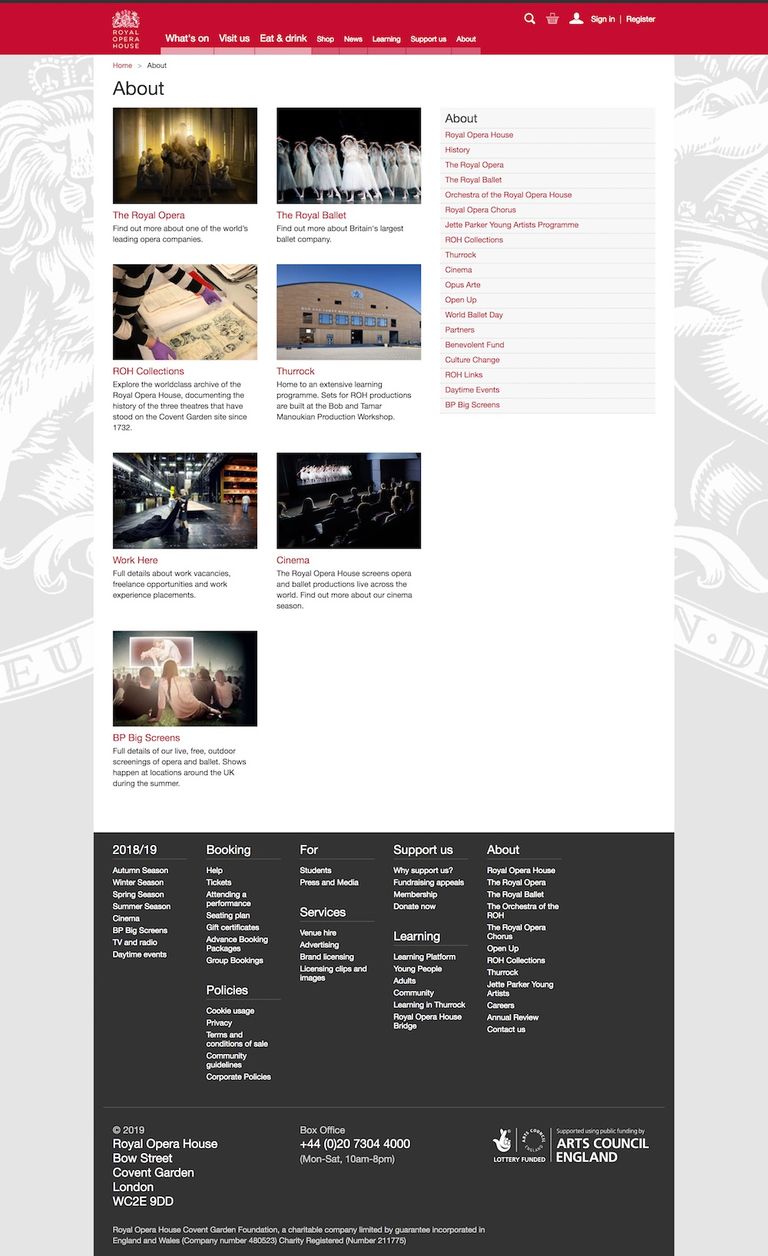 ROYAL
OPERA
HOUSE
What's on
Visit us
Eat & drink
Shop
News
Learning
Support us
About
Sign in | Register
Home > About
About
The Royal Opera
Find out more about one of the world's
leading opera companies.
The Royal Ballet
Find out more about Britain's largest
ballet company.
ROH Collections
Explore the worldclass archive of the
Royal Opera House, documenting the
history of the three theatres that have
stood on the Covent Garden site since
1732.
Thurrock
Home to an extensive learning
programme. Sets for ROH productions
are built at the Bob and Tamar
Manoukian Production Workshop.
Work Here
Full details about work vacancies,
freelance opportunities and work
experience placements.
Cinema
The Royal Opera House screens opera
and ballet productions live across the
world. Find out more about our cinema
season.
BP Big Screens
Full details of our live, free, outdoor
screenings of opera and ballet. Shows
happen at locations around the UK
during the summer.
About
Royal Opera House
History
The Royal Opera
The Royal Ballet
Orchestra of the Royal Opera House
Royal Opera Chorus
Jette Parker Young Artists Programme
ROH Collections
Thurrock
Cinema
Opus Arte
Open Up
World Ballet Day
Partners
Benevolent Fund
Culture Change
ROH Links
Daytime Events
BP Big Screens
2018/19
Autumn Season
Winter Season
Spring Season
Summer Season
Cinema
BP Big Screens
TV and radio
Daytime events
Booking
Help
Tickets
Attending a
performance
Seating plan
Gift certificates
Advance Booking
Packages
Group Bookings
Policies
Cookie usage
Privacy
Terms and
conditions of sale
Community
guidelines
Corporate Policies
For
Students
Press and Media
Services
Venue hire
Advertising
Brand licensing
Licensing clips and
images
Support us
Why support us?
Fundraising appeals
Membership
Donate now
Learning
Learning Platform
Young People
Adults
Community
Learning in Thurrock
Royal Opera House
Bridge
About
Royal Opera House
The Royal Opera
The Royal Ballet
The Orchestra of the
ROH
The Royal Opera
Chorus
Open Up
ROH Collections
Thurrock
Jette Parker Young
Artists
Careers
Annual Review
Contact us
© 2019
Royal Opera House
Bow Street
Covent Garden
London
WC2E 9DD
Box Office
+44 (0)20 7304 4000
(Mon-Sat, 10am-8pm)
LOTTERY FUNDED
ARTS COUNCIL
ENGLAND
Supported using public funding by
ARTS COUNCIL
ENGLAND
Royal Opera House Covent Garden Foundation, a charitable company limited by guarantee incorporated in
England and Wales (Company number 480523) Charity Registered (Number 211775)